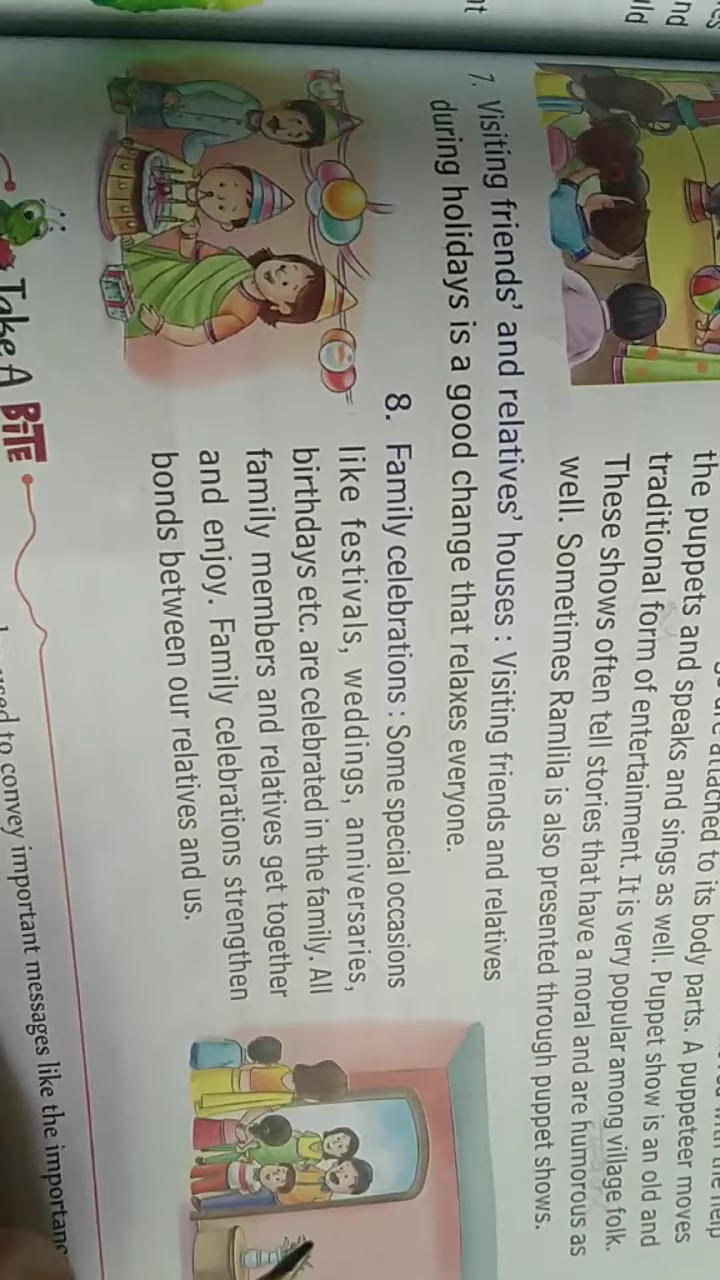 the puppets and speaks and sings as well. Puppet show is an old and
traditional form of entertainment. It is very popular among village folk.
These shows often tell stories that have a moral and are humorous as
well. Sometimes Ramlila is also presented through puppet shows.
7. Visiting friends' and relatives' houses : Visiting friends and relatives
during holidays is a good change that relaxes everyone.
8. Family celebrations : Some special occasions
like festivals, weddings, anniversaries,
birthdays etc. are celebrated in the family. All
family members and relatives get together
and enjoy. Family celebrations strengthen
bonds between our relatives and us.
Take A BiTE
used to convey important messages like the